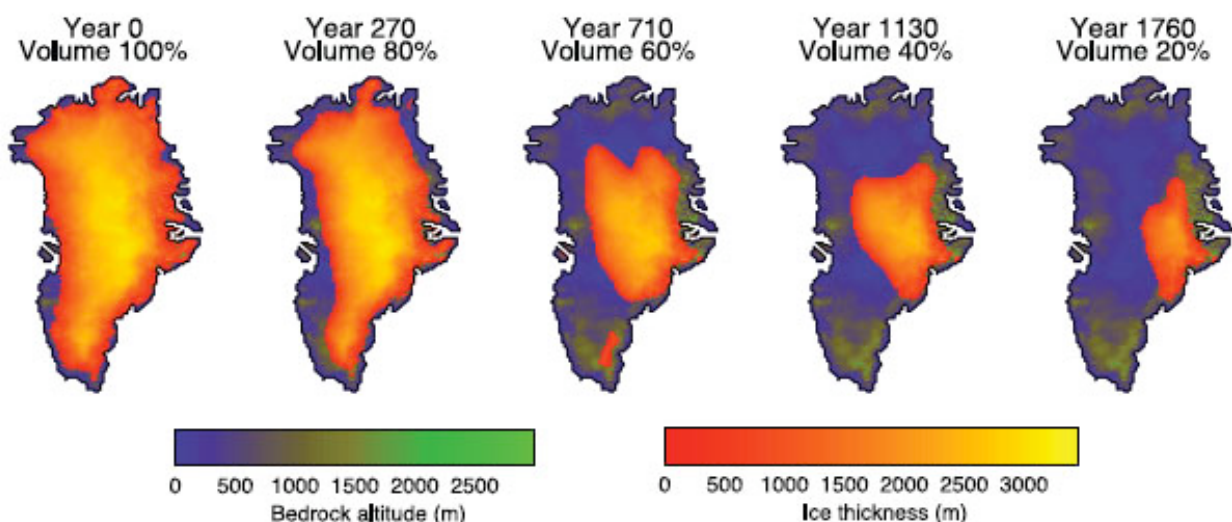 Year 0
Volume 100%
Year 270
Volume 80%
Year 710
Volume 60%
Year 1130
Volume 40%
Year 1760
Volume 20%
0 500 1000 1500 2000 2500
Bedrock altitude (m)
0 500 1000 1500 2000 2500 3000
Ice thickness (m)